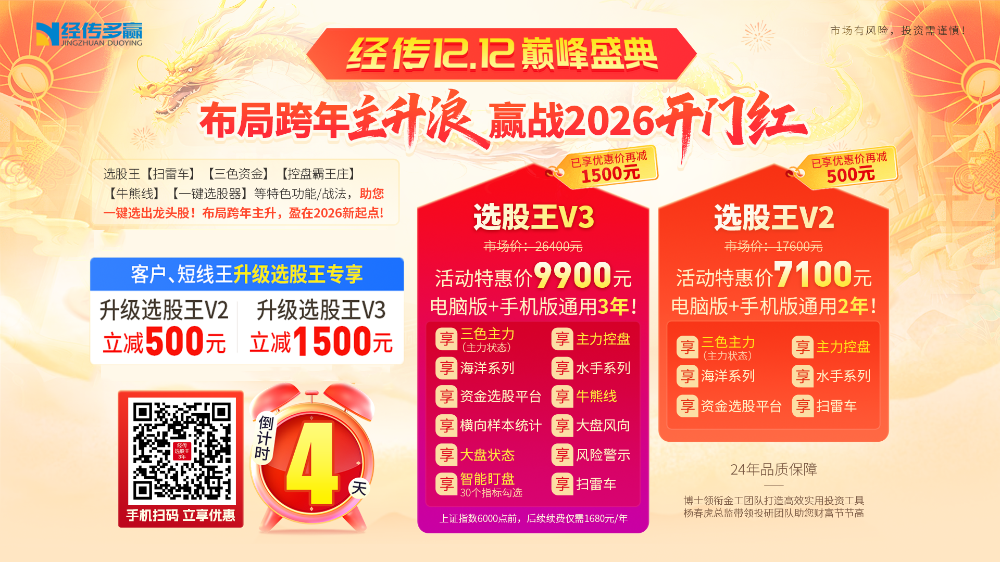 经传多赢
JINGZHUAN DUOYING
市场有风险，投资需谨慎！
经传12.12巅峰盛典
布局跨年主升浪 赢战2026开门红
选股王【扫雷车】【三色资金】【控盘霸王庄】
【牛熊线】【一键选股器】等特色功能/战法，助您
一键选出龙头股！布局跨年主升，盈在2026新起点!
客户、短线王升级选股王专享
升级选股王V2
立减500元
升级选股王V3
立减1500元
经传
选股王
3年
手机扫码 立享优惠
倒计时
4
天
已享优惠价再减
1500元
选股王V3
市场价：26400元
活动特惠价9900元
电脑版+手机版通用3年！
享 三色主力
（主力状态）
享 主力控盘
享 海洋系列
享 水手系列
享 资金选股平台
享 牛熊线
享 横向样本统计
享 大盘风向
享 大盘状态
享 风险警示
享 智能盯盘
30个指标勾选
享 扫雷车
上证指数6000点前，后续续费仅需1680元/年
已享优惠价再减
500元
选股王V2
市场价：17600元
活动特惠价7100元
电脑版+手机版通用2年！
享 三色主力
（主力状态）
享 主力控盘
享 海洋系列
享 水手系列
享 资金选股平台
享 扫雷车
24年品质保障
博士领衔金工团队打造高效实用投资工具
杨春虎总监带领投研团队助您财富节节高